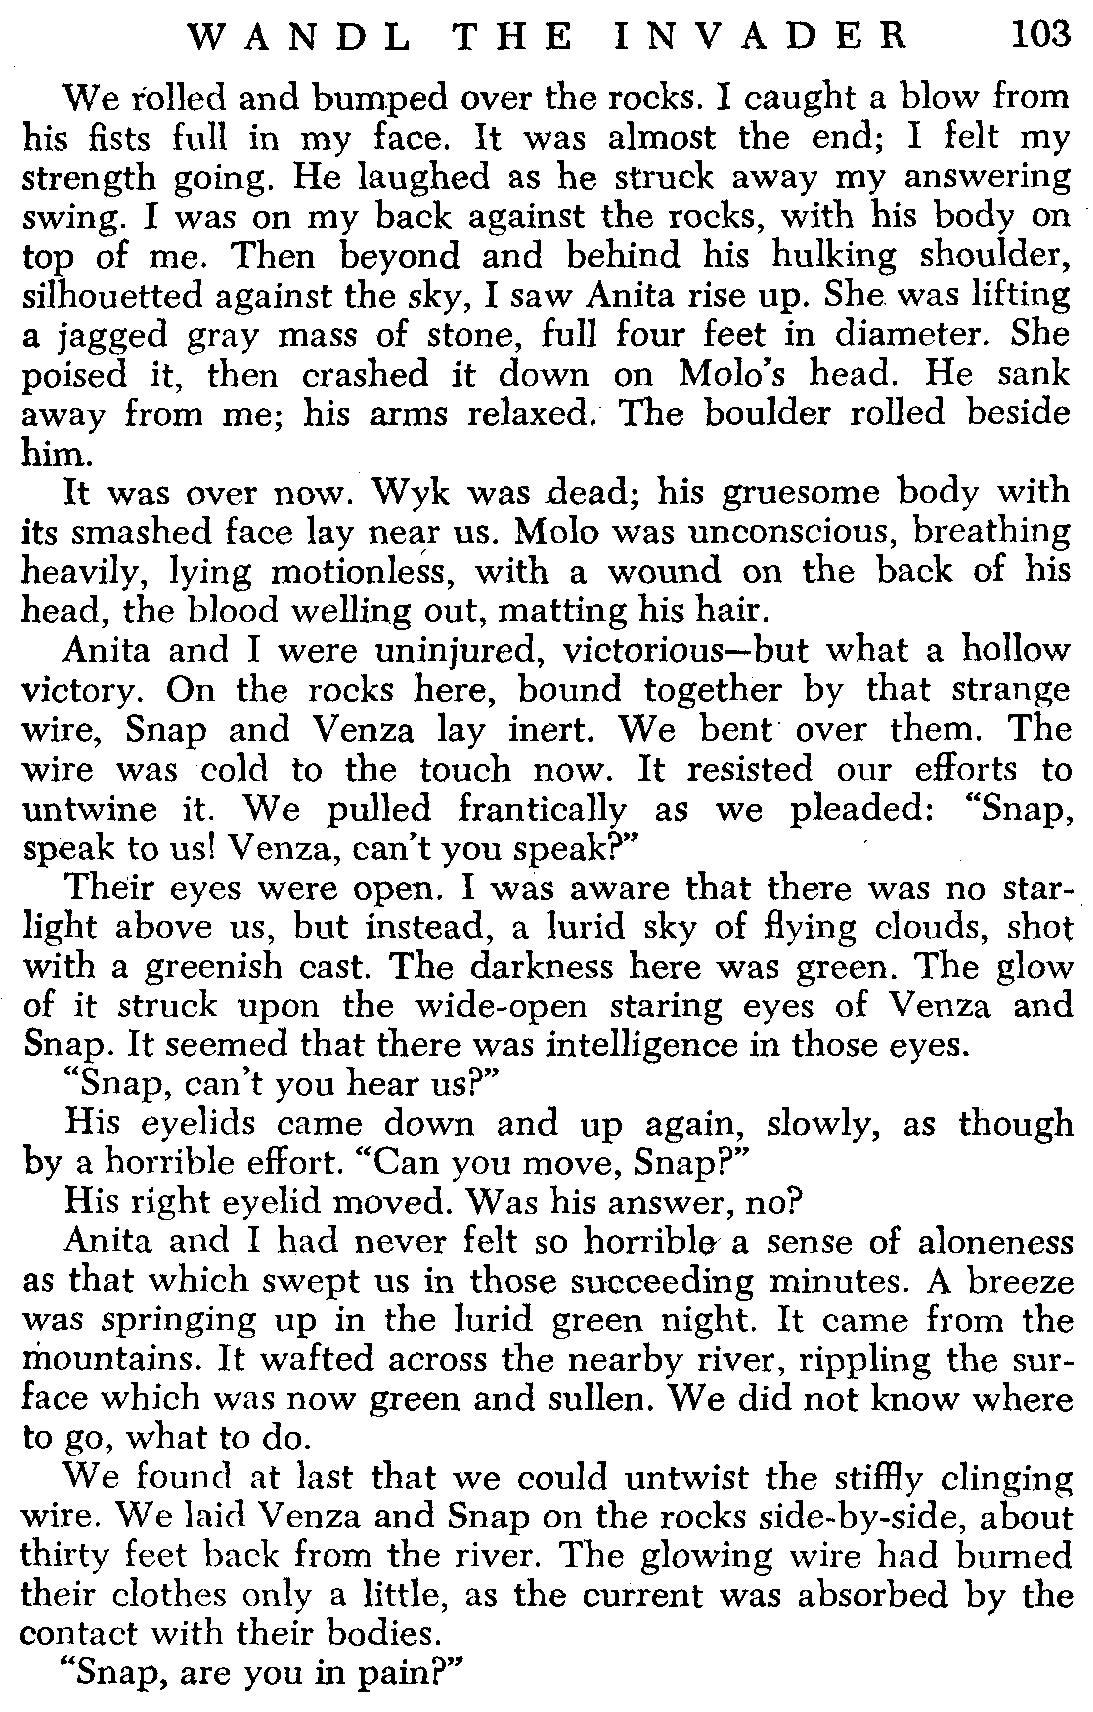 WANDL THE INVADER 103
We rolled and bumped over the rocks. I caught a blow from
his fists full in my face. It was almost the end; I felt my
strength going. He laughed as he struck away my answering
swing. I was on my back against the rocks, with his body on
top of me. Then beyond and behind his hulking shoulder,
silhouetted against the sky, I saw Anita rise up. She was lifting
a jagged gray mass of stone, full four feet in diameter. She
poised it, then crashed it down on Molo's head. He sank
away from me; his arms relaxed. The boulder rolled beside
him.
It was over now. Wyk was dead; his gruesome body with
its smashed face lay near us. Molo was unconscious, breathing
heavily, lying motionless, with a wound on the back of his
head, the blood welling out, matting his hair.
Anita and I were uninjured, victorious—but what a hollow
victory. On the rocks here, bound together by that strange
wire, Snap and Venza lay inert. We bent over them. The
wire was cold to the touch now. It resisted our efforts to
untwine it. We pulled frantically as we pleaded: “Snap,
speak to us! Venza, can't you speak?”
Their eyes were open. I was aware that there was no star-
light above us, but instead, a lurid sky of flying clouds, shot
with a greenish cast. The darkness here was green. The glow
of it struck upon the wide-open staring eyes of Venza and
Snap. It seemed that there was intelligence in those eyes.
“Snap, can't you hear us?”
His eyelids came down and up again, slowly, as though
by a horrible effort. “Can you move, Snap?”
His right eyelid moved. Was his answer, no?
Anita and I had never felt so horrible a sense of aloneness
as that which swept us in those succeeding minutes. A breeze
was springing up in the lurid green night. It came from the
mountains. It wafted across the nearby river, rippling the sur-
face which was now green and sullen. We did not know where
to go, what to do.
We found at last that we could untwist the stiffly clinging
wire. We laid Venza and Snap on the rocks side-by-side, about
thirty feet back from the river. The glowing wire had burned
their clothes only a little, as the current was absorbed by the
contact with their bodies.
“Snap, are you in pain?”